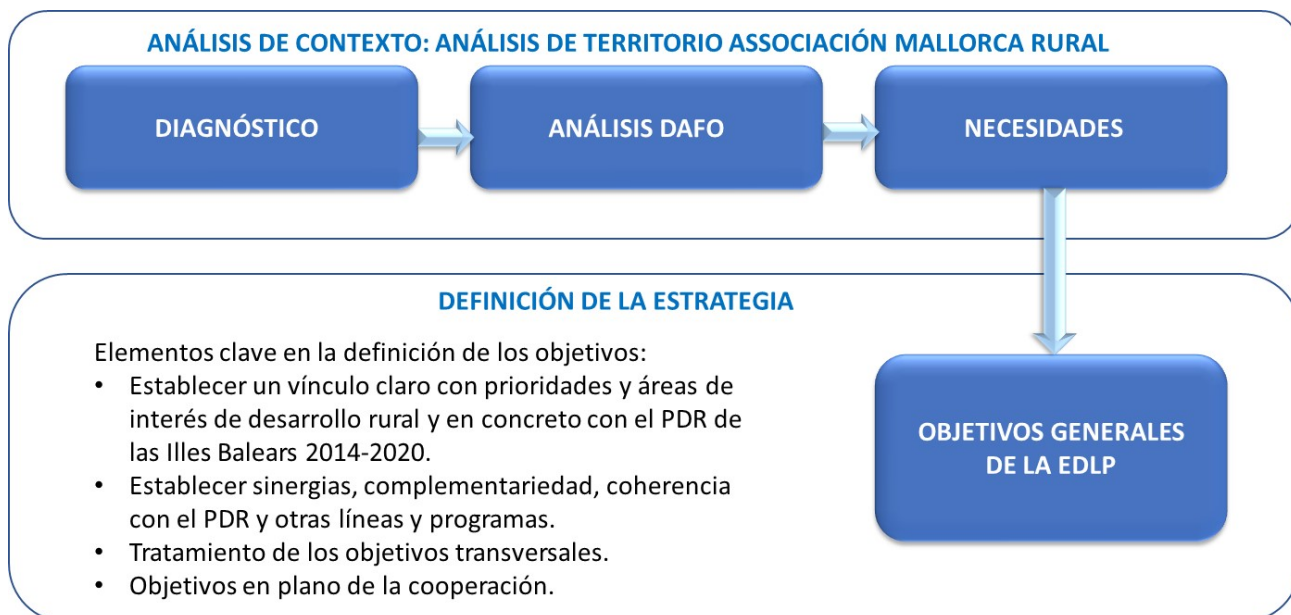 ANÁLISIS DE CONTEXTO: ANÁLISIS DE TERRITORIO ASSOCIACIÓN MALLORCA RURAL
DIAGNÓSTICO
ANÁLISIS DAFO
NECESIDADES
DEFINICIÓN DE LA ESTRATEGIA
Elementos clave en la definición de los objetivos:
• Establecer un vínculo claro con prioridades y áreas de
interés de desarrollo rural y en concreto con el PDR de
las Illes Balears 2014-2020.
• Establecer sinergias, complementariedad, coherencia
con el PDR y otras líneas y programas.
• Tratamiento de los objetivos transversales.
• Objetivos en plano de la cooperación.
OBJETIVOS GENERALES
DE LA EDLP